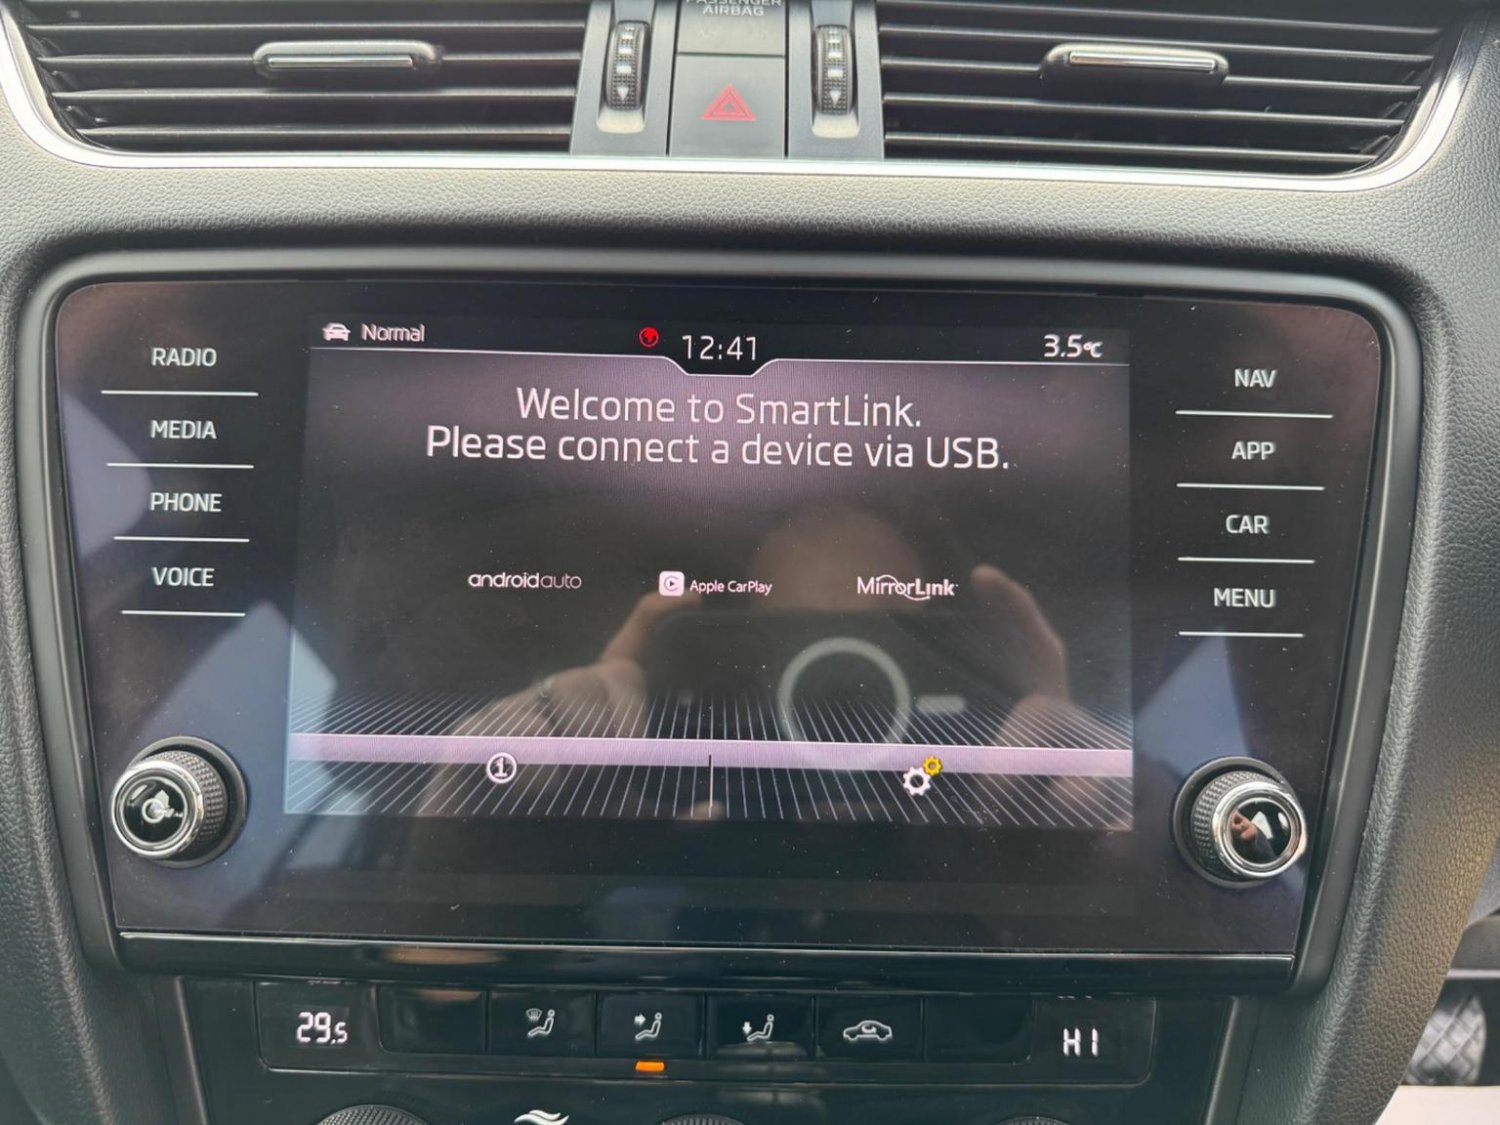 PASSENGER
AIRBAG
Normal
12:41
3.5°C
RADIO
MEDIA
PHONE
VOICE
Welcome to SmartLink.
Please connect a device via USB.
androidauto
Apple CarPlay
MirrorLink
NAV
APP
CAR
MENU
29.5
HI